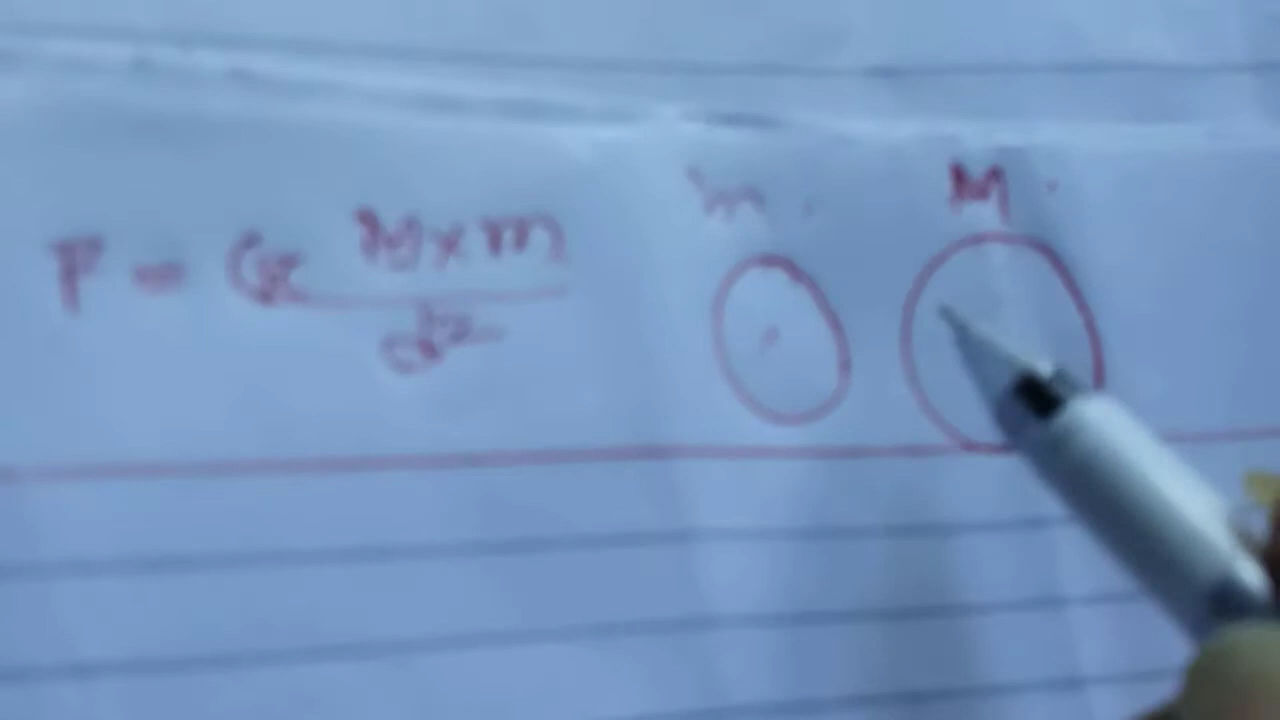 m. M.
F = G M x m
d²